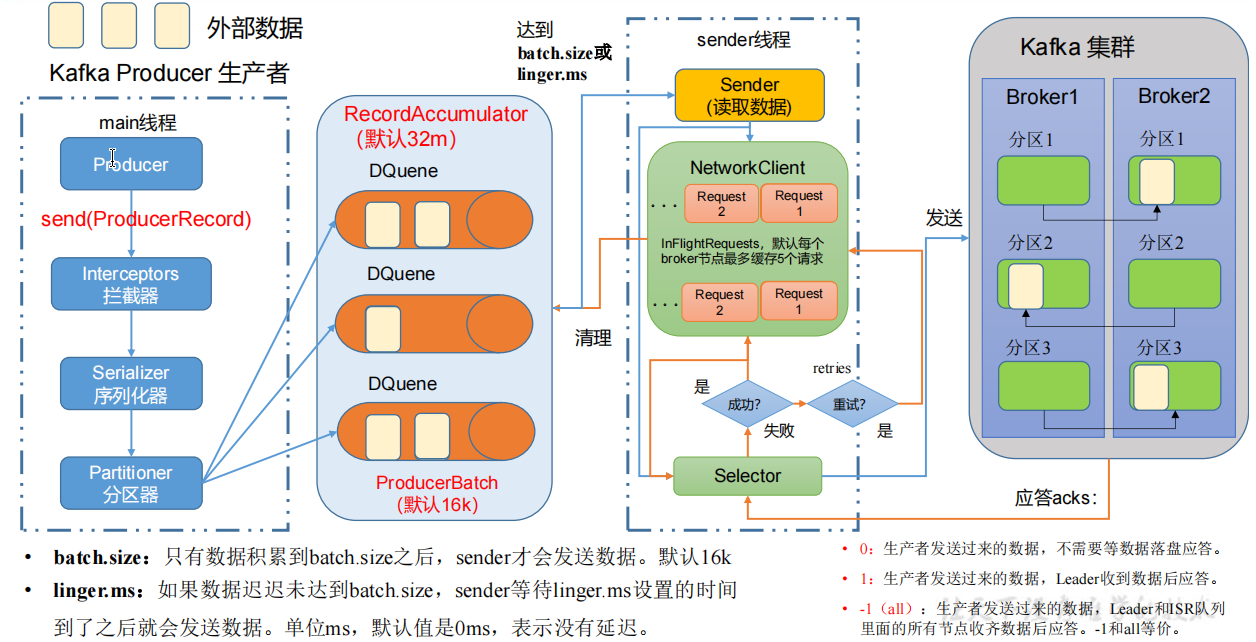 外部数据
Kafka Producer 生产者
main线程
Producer
send(ProducerRecord)
Interceptors
拦截器
Serializer
序列化器
Partitioner
分区器
RecordAccumulator
（默认32m）
DQuene
DQuene
DQuene
ProducerBatch
（默认16k）
达到
batch.size或
linger.ms
清理
sender线程
Sender
(读取数据)
NetworkClient
...
Request
2
Request
1
InFlightRequests，默认每个
broker节点最多缓存5个请求
...
Request
2
Request
1
retries
是
成功？
失败
重试？
是
Selector
发送
Kafka 集群
Broker1
分区1
分区2
分区3
Broker2
分区1
分区2
分区3
应答acks：
• batch.size：只有数据积累到batch.size之后，sender才会发送数据。默认16k
• linger.ms：如果数据迟迟未达到batch.size，sender等待linger.ms设置的时间
到了之后就会发送数据。单位ms，默认值是0ms，表示没有延迟。
• 0：生产者发送过来的数据，不需要等数据落盘应答。
• 1：生产者发送过来的数据，Leader收到数据后应答。
• -1（all）：生产者发送过来的数据，Leader和ISR队列
里面的所有节点收齐数据后应答。-1和all等价。